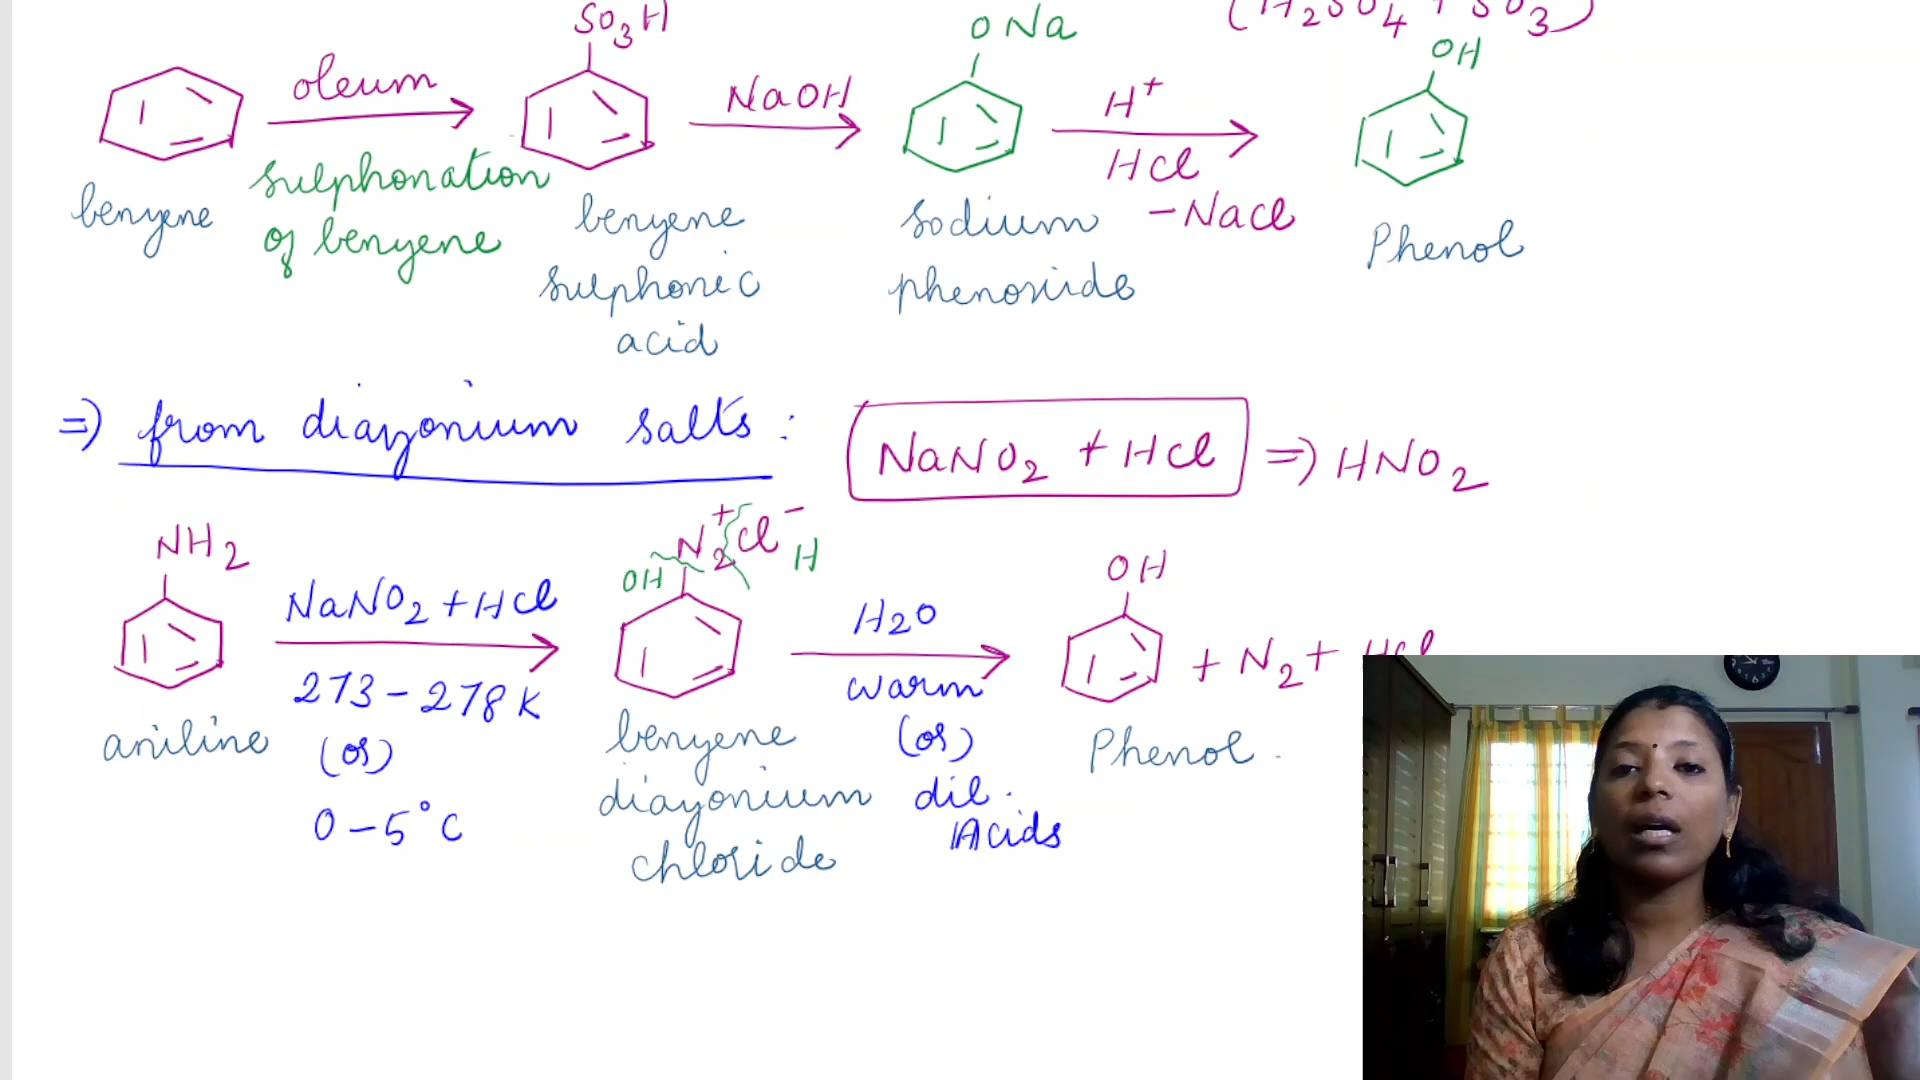 (H2SO4 + SO3)
SO3H
ONa
OH
oleum
NaOH
H+
HCl
-NaCl
sulphonation
of benzene
benzene
benzene
sulphonic
acid
sodium
phenoxide
Phenol
=) from diazonium salts :
NaNO2 + HCl =) HNO2
NH2
NaNO2 + HCl
273 - 278 K
(or)
0 - 5°C
aniline
N2+ Cl-
OH
H
benzene
diazonium
chloride
H2O
warm
(or)
dil.
Acids
OH
+ N2 + HCl
Phenol.